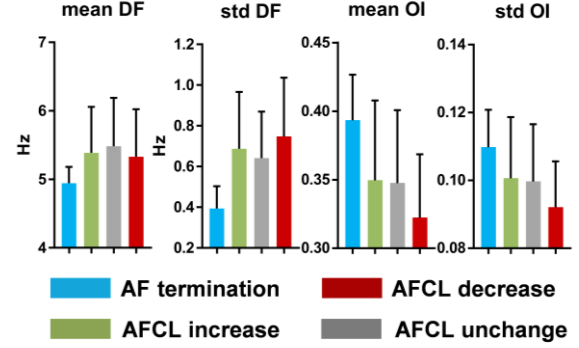 mean DF
std DF
mean OI
std OI
Hz
7
6
5
4
Hz
1.2
1.0
0.8
0.6
0.4
0.2
0.45
0.40
0.35
0.30
0.14
0.12
0.10
0.08
AF termination
AFCL decrease
AFCL increase
AFCL unchange